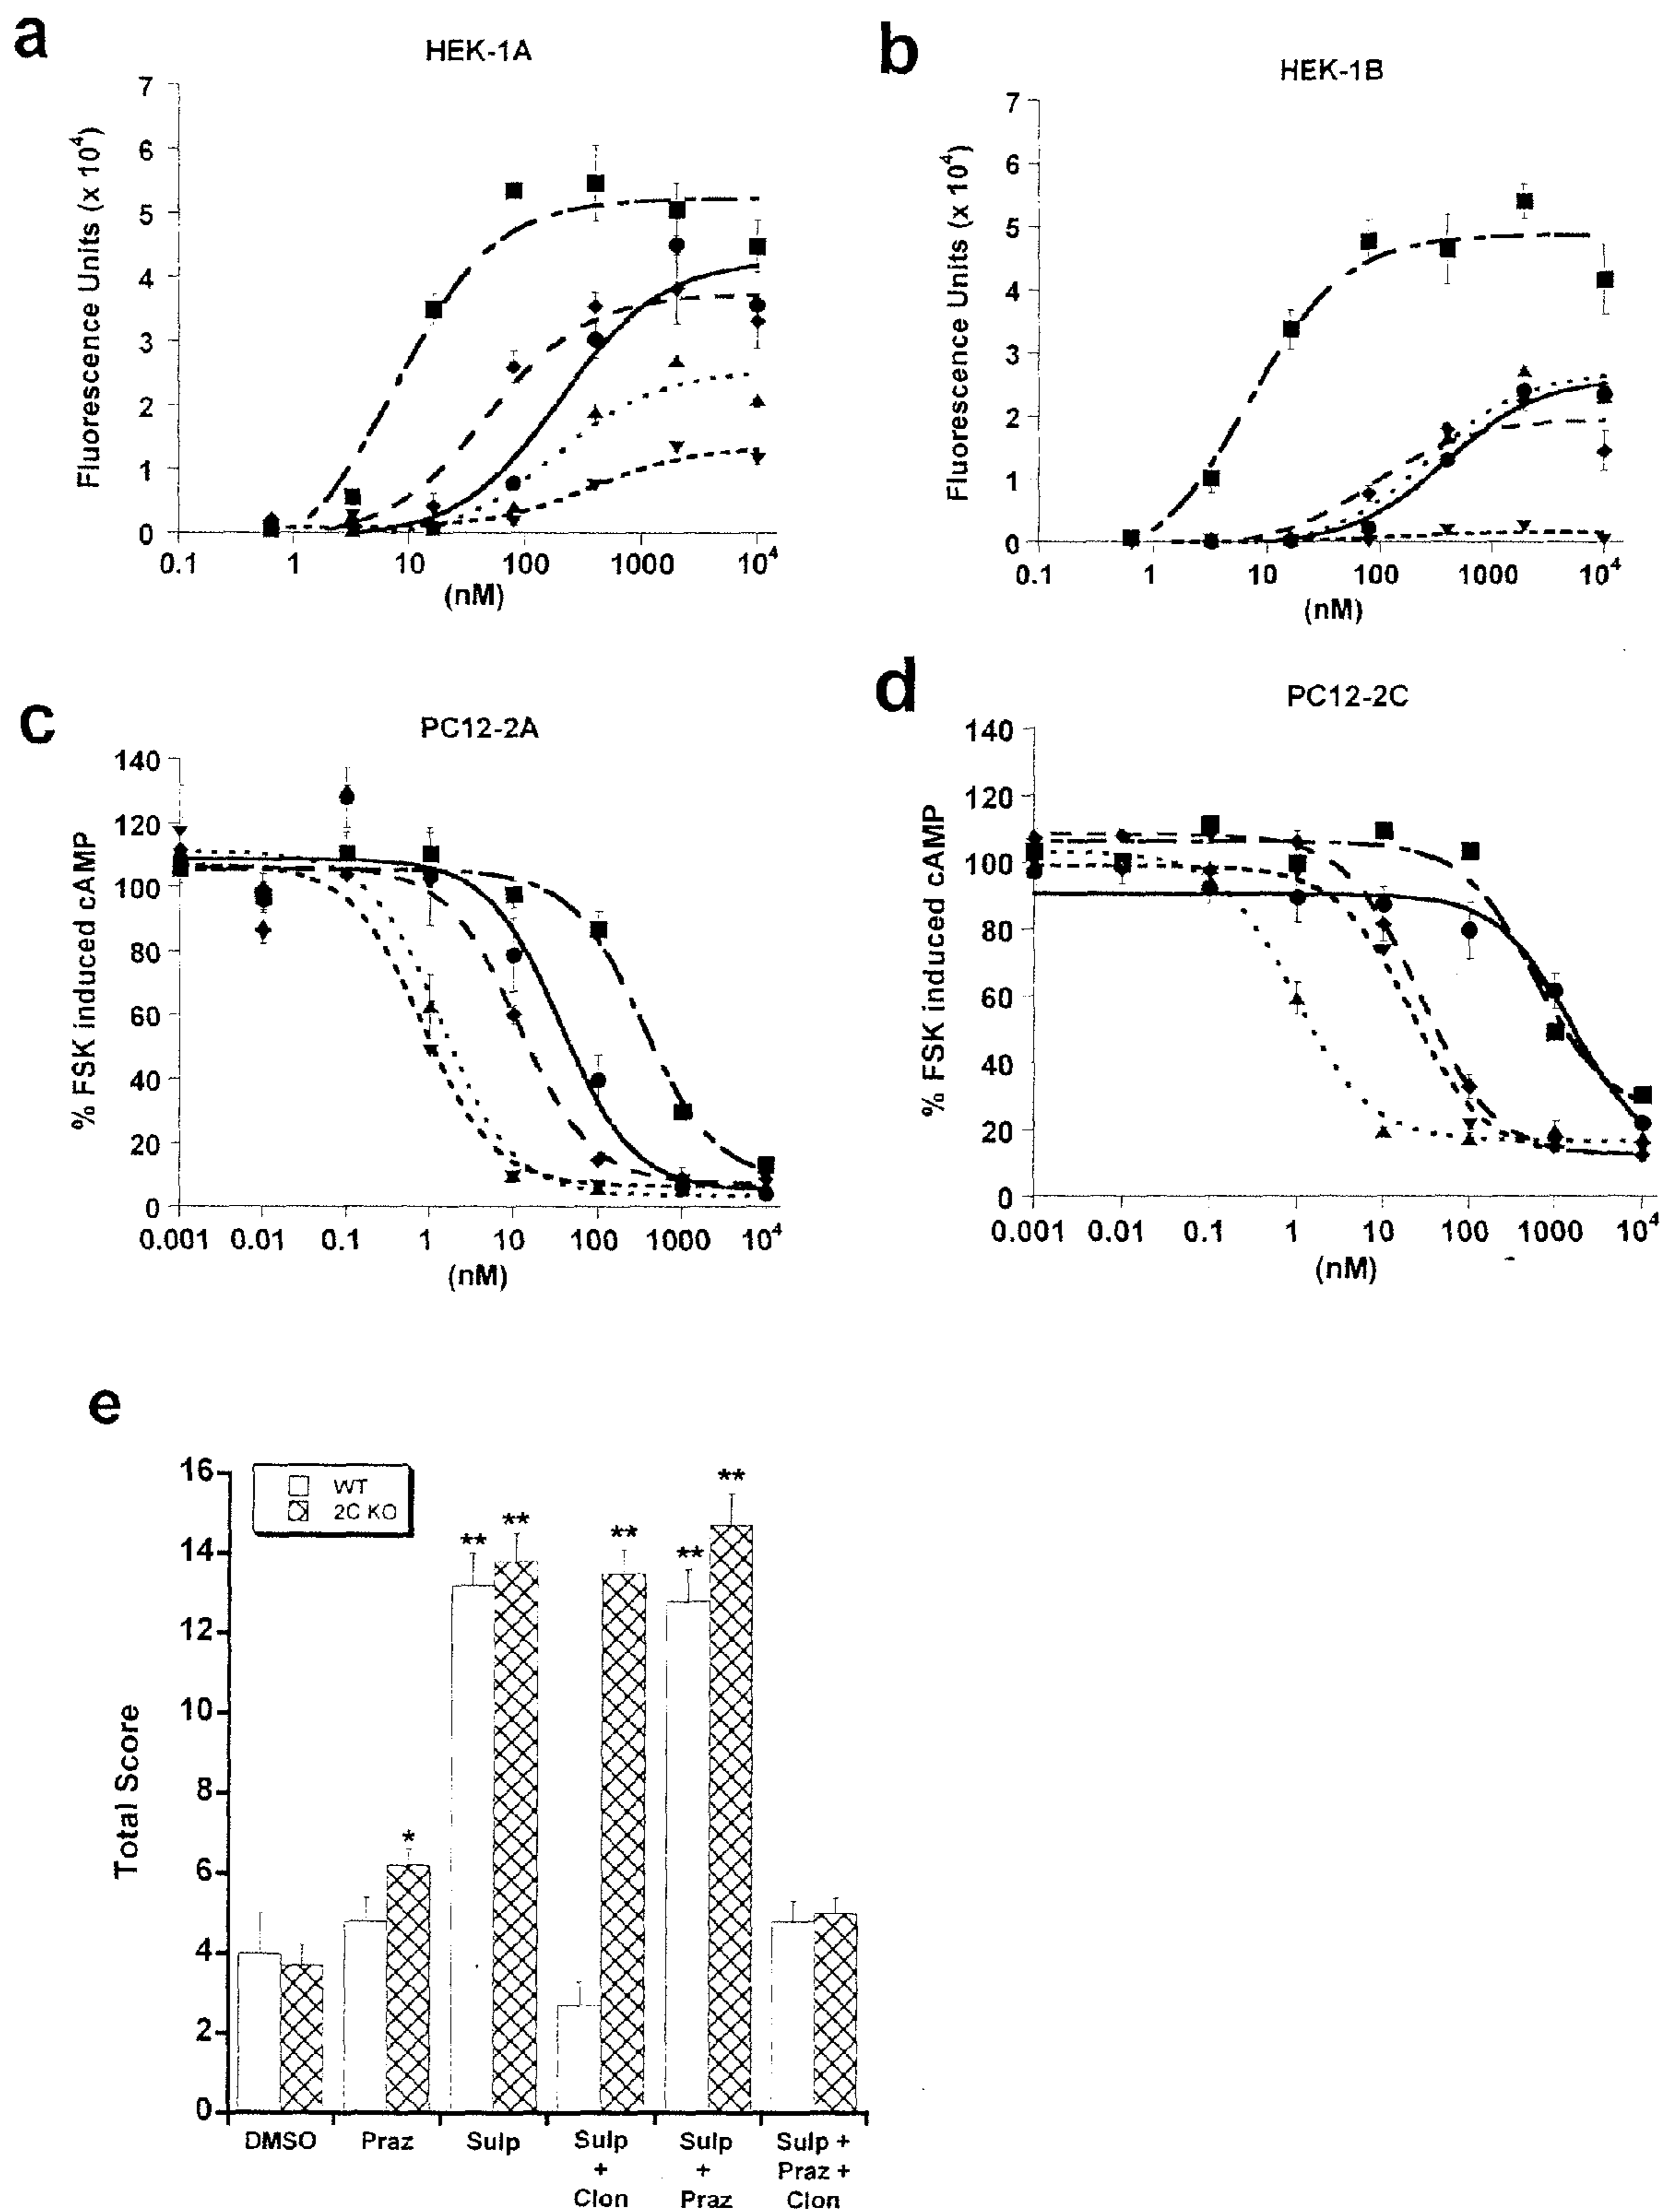 a
HEK-1A
Fluorescence Units (x 10⁴)
7
6
5
4
3
2
1
0
0.1 1 10 100 1000 10⁴
(nM)
b
HEK-1B
Fluorescence Units (x 10⁴)
7
6
5
4
3
2
1
0
0.1 1 10 100 1000 10⁴
(nM)
c
PC12-2A
% FSK induced cAMP
140
120
100
80
60
40
20
0
0.001 0.01 0.1 1 10 100 1000 10⁴
(nM)
d
PC12-2C
% FSK induced cAMP
140
120
100
80
60
40
20
0
0.001 0.01 0.1 1 10 100 1000 10⁴
(nM)
e
Total Score
16
14
12
10
8
6
4
2
0
WT
2C KO
*
**
**
**
**
**
DMSO
Praz
Sulp
Sulp
+
Clon
Sulp
+
Praz
Sulp +
Praz +
Clon